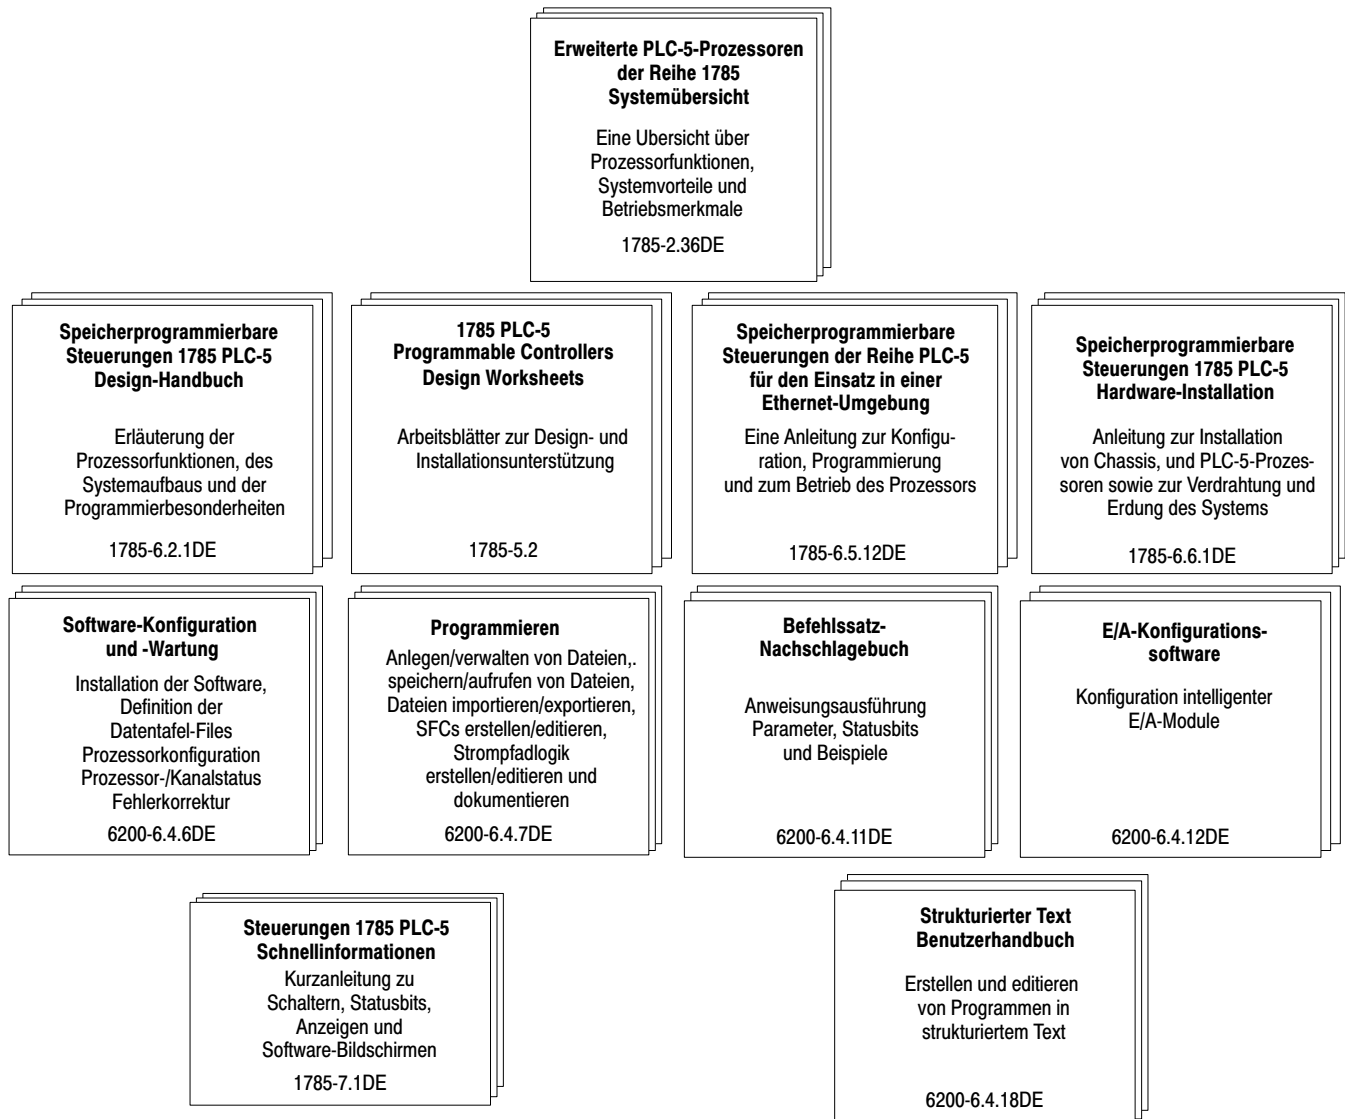 Erweiterte PLC-5-Prozessoren
der Reihe 1785
Systemübersicht
Eine Ubersicht über
Prozessorfunktionen,
Systemvorteile und
Betriebsmerkmale
1785-2.36DE
Speicherprogrammierbare
Steuerungen 1785 PLC-5
Design-Handbuch
Erläuterung der
Prozessorfunktionen, des
Systemaufbaus und der
Programmierbesonderheiten
1785-6.2.1DE
1785 PLC-5
Programmable Controllers
Design Worksheets
Arbeitsblätter zur Design- und
Installationsunterstützung
1785-5.2
Speicherprogrammierbare
Steuerungen der Reihe PLC-5
für den Einsatz in einer
Ethernet-Umgebung
Eine Anleitung zur Konfigu-
ration, Programmierung
und zum Betrieb des Prozessors
1785-6.5.12DE
Speicherprogrammierbare
Steuerungen 1785 PLC-5
Hardware-Installation
Anleitung zur Installation
von Chassis, und PLC-5-Prozes-
soren sowie zur Verdrahtung und
Erdung des Systems
1785-6.6.1DE
Software-Konfiguration
und -Wartung
Installation der Software,
Definition der
Datentafel-Files
Prozessorkonfiguration
Prozessor-/Kanalstatus
Fehlerkorrektur
6200-6.4.6DE
Programmieren
Anlegen/verwalten von Dateien,.
speichern/aufrufen von Dateien,
Dateien importieren/exportieren,
SFCs erstellen/editieren,
Strompfadlogik
erstellen/editieren und
dokumentieren
6200-6.4.7DE
Befehlssatz-
Nachschlagebuch
Anweisungsausführung
Parameter, Statusbits
und Beispiele
6200-6.4.11DE
E/A-Konfigurations-
software
Konfiguration intelligenter
E/A-Module
6200-6.4.12DE
Steuerungen 1785 PLC-5
Schnellinformationen
Kurzanleitung zu
Schaltern, Statusbits,
Anzeigen und
Software-Bildschirmen
1785-7.1DE
Strukturierter Text
Benutzerhandbuch
Erstellen und editieren
von Programmen in
strukturiertem Text
6200-6.4.18DE